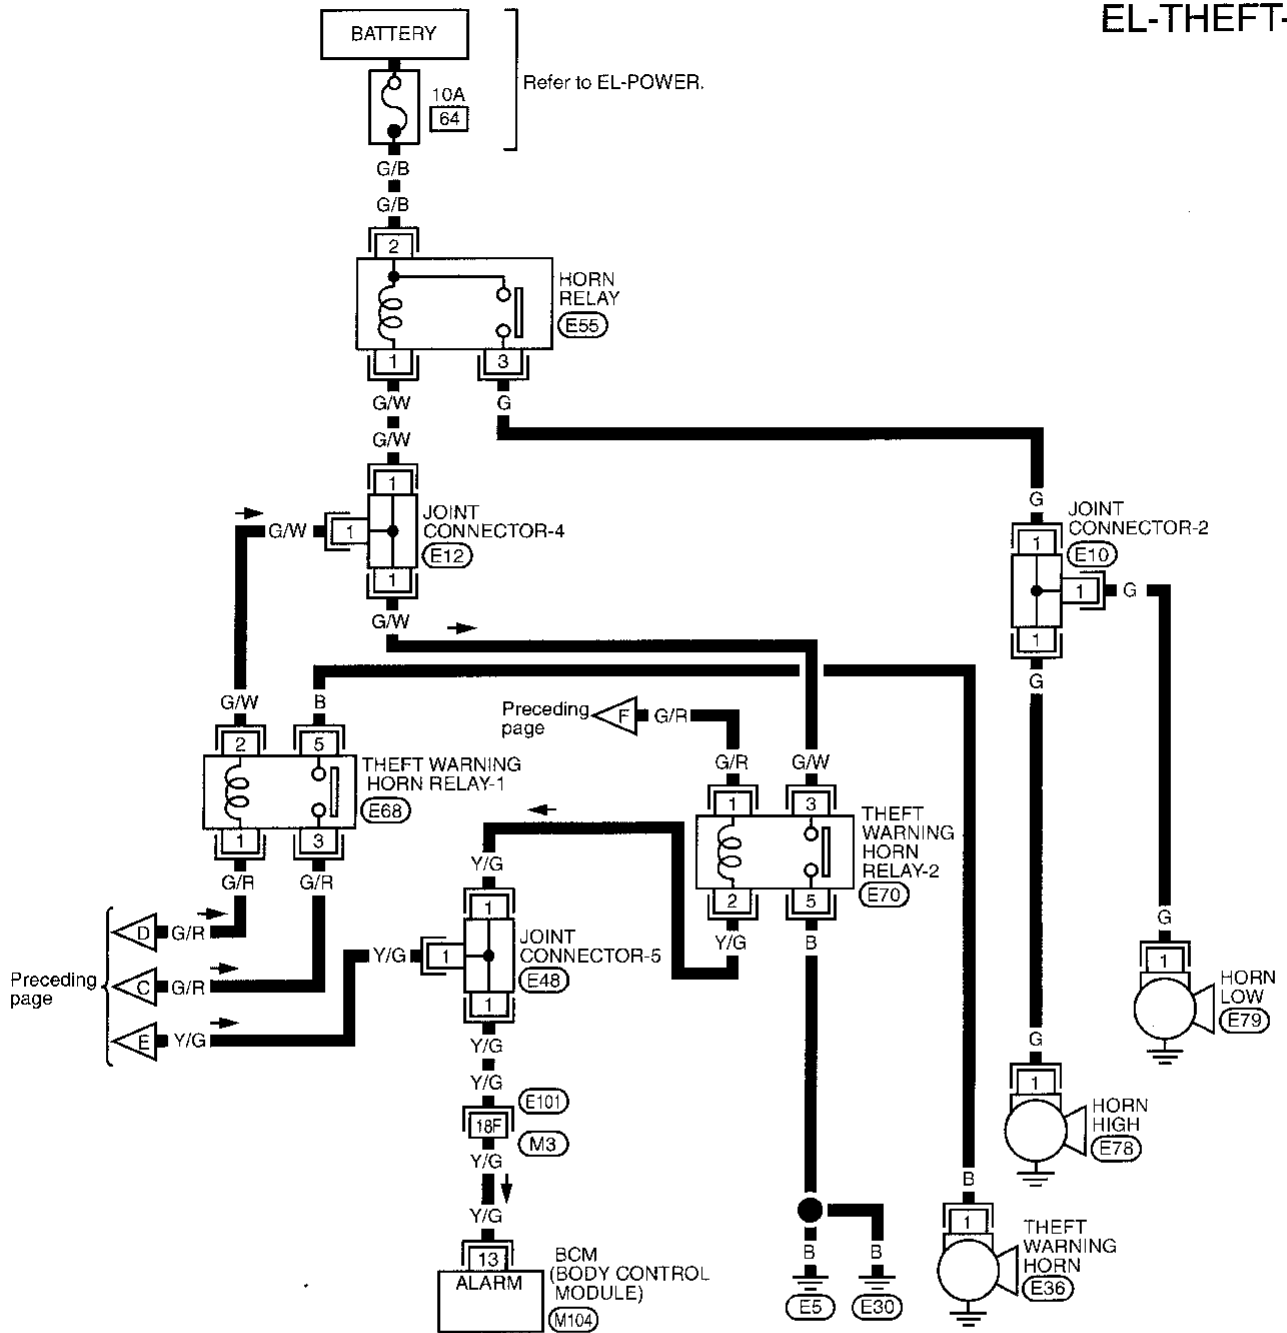 EL-THEFT-
BATTERY
Refer to EL-POWER.
10A
64
G/B
G/B
2
HORN
RELAY
E55
1
3
G/W
G
G/W
1
G
JOINT
CONNECTOR-4
E12
G/W
1
1
G/W
JOINT
CONNECTOR-2
E10
1
1
G
1
G
G/W
B
Preceding
page
F
G/R
2
5
THEFT WARNING
HORN RELAY-1
E68
1
3
G/R
G/R
G/R
G/W
1
3
THEFT
WARNING
HORN
RELAY-2
E70
2
5
Y/G
B
Y/G
1
JOINT
CONNECTOR-5
E48
Y/G
1
1
Preceding
page
D
G/R
C
G/R
E
Y/G
Y/G
Y/G
E101
18F
M3
Y/G
Y/G
13
ALARM
BCM
(BODY CONTROL
MODULE)
M104
G
1
HORN
LOW
E79
G
1
HORN
HIGH
E78
B
1
THEFT
WARNING
HORN
E36
B
B
E5
E30